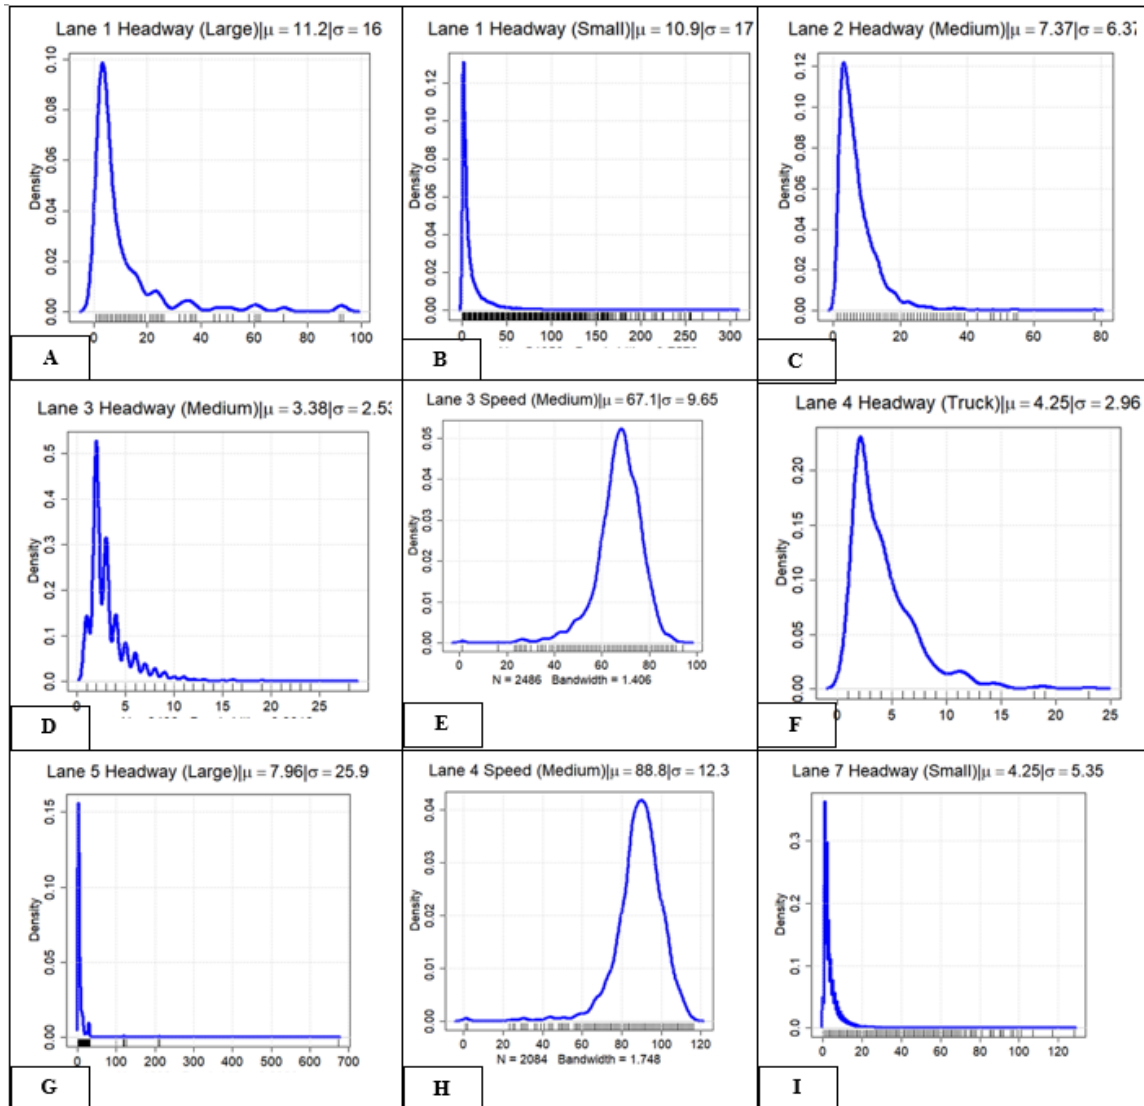 Lane 1 Headway (Large)|μ = 11.2|σ = 16
Density
0.00 0.02 0.04 0.06 0.08 0.10
0 20 40 60 80 100
A
Lane 1 Headway (Small)|μ = 10.9|σ = 17
Density
0.00 0.02 0.04 0.06 0.08 0.10 0.12
0 50 100 150 200 250 300
B
Lane 2 Headway (Medium)|μ = 7.37|σ = 6.37
Density
0.00 0.02 0.04 0.06 0.08 0.10 0.12
0 20 40 60 80
C
Lane 3 Headway (Medium)|μ = 3.38|σ = 2.53
Density
0.0 0.1 0.2 0.3 0.4 0.5
0 5 10 15 20 25
D
Lane 3 Speed (Medium)|μ = 67.1|σ = 9.65
Density
0.00 0.01 0.02 0.03 0.04 0.05
0 20 40 60 80 100
N = 2486 Bandwidth = 1.406
E
Lane 4 Headway (Truck)|μ = 4.25|σ = 2.96
Density
0.00 0.05 0.10 0.15 0.20
0 5 10 15 20 25
F
Lane 5 Headway (Large)|μ = 7.96|σ = 25.9
Density
0.00 0.05 0.10 0.15
0 100 200 300 400 500 600 700
G
Lane 4 Speed (Medium)|μ = 88.8|σ = 12.3
Density
0.00 0.01 0.02 0.03 0.04
0 20 40 60 80 100 120
N = 2084 Bandwidth = 1.748
H
Lane 7 Headway (Small)|μ = 4.25|σ = 5.35
Density
0.0 0.1 0.2 0.3
0 20 40 60 80 100 120
I